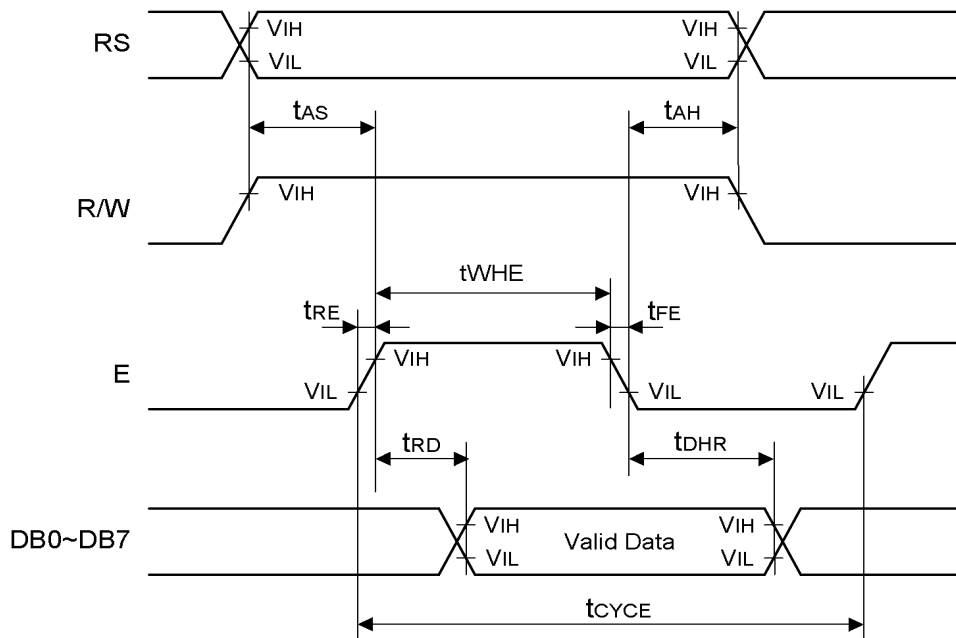 RS
VIH VIH
VIL VIL
tAS tAH
R/W
VIH VIH
tWHE
tRE tFE
E
VIH VIH
VIL VIL VIL
tRD tDHR
DB0~DB7
VIH Valid Data VIH
VIL VIL
tCYCE